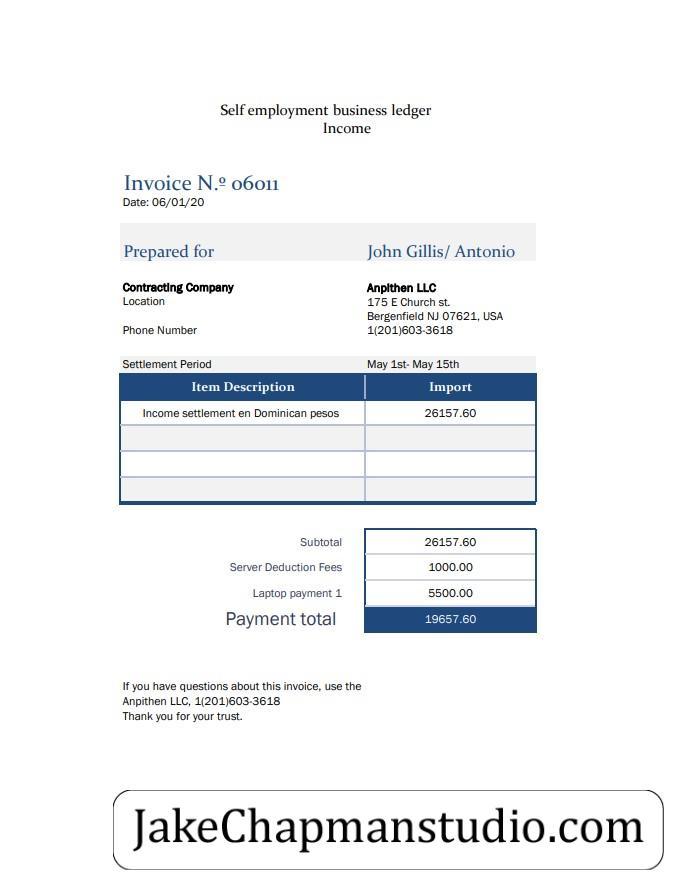 Self employment business ledger
Income
Invoice N.º 06011
Date: 06/01/20
Prepared for John Gillis/ Antonio
Contracting Company Anpithen LLC
Location 175 E Church st.
Bergenfield NJ 07621, USA
Phone Number 1(201)603-3618
Settlement Period May 1st- May 15th
Item Description Import
Income settlement en Dominican pesos 26157.60
Subtotal 26157.60
Server Deduction Fees 1000.00
Laptop payment 1 5500.00
Payment total 19657.60
If you have questions about this invoice, use the
Anpithen LLC, 1(201)603-3618
Thank you for your trust.
JakeChapmanstudio.com